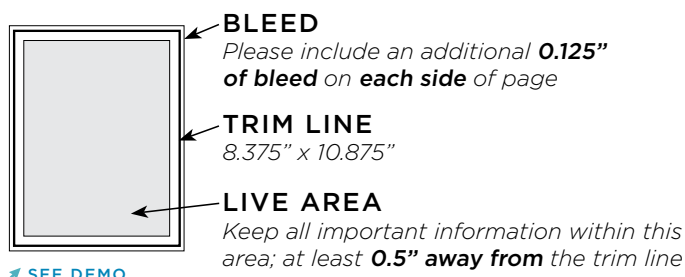 BLEED
Please include an additional 0.125”
of bleed on each side of page
TRIM LINE
8.375” x 10.875”
LIVE AREA
Keep all important information within this
area; at least 0.5” away from the trim line
SEE DEMO